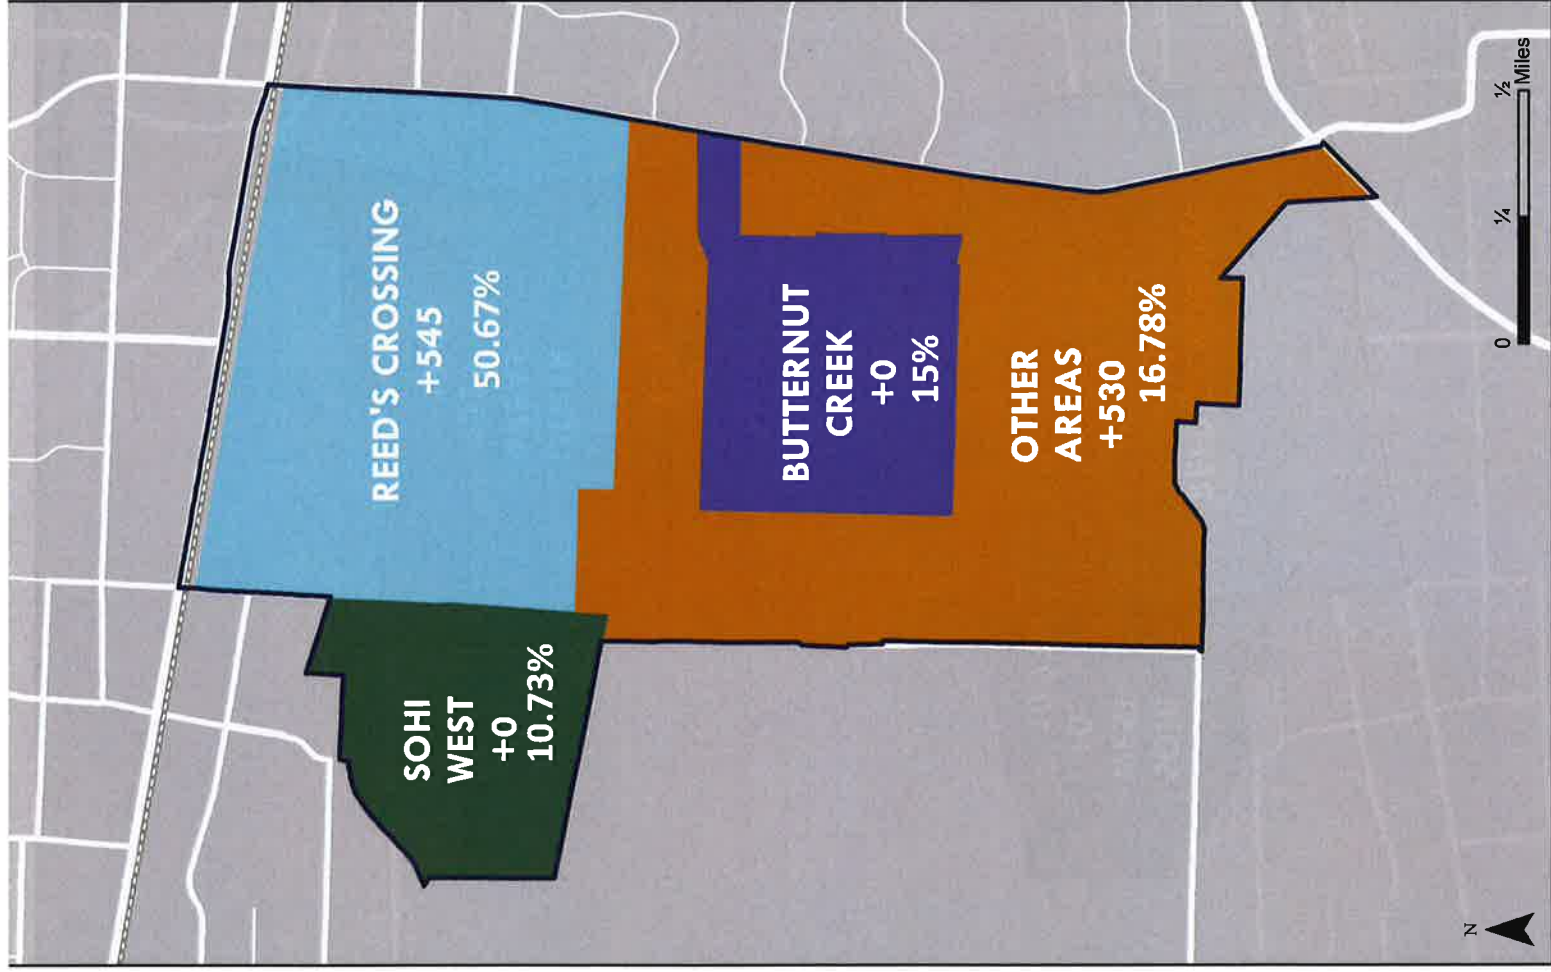 REED'S CROSSING
+545
50.67%
SOHI
WEST
+0
10.73%
BUTTERNUT
CREEK
+0
15%
OTHER
AREAS
+530
16.78%
0 ¼ ½
Miles
N